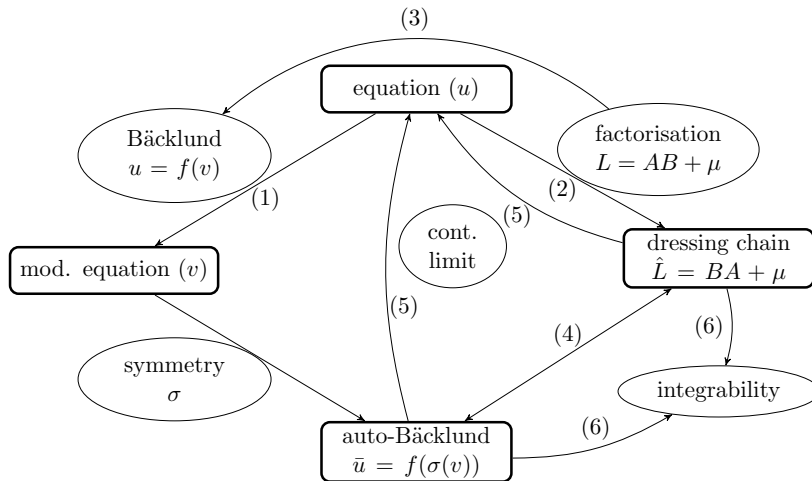 (3)
equation (u)
Bäcklund
u = f(v)
factorisation
L = AB + μ
(1)
(2)
(5)
cont.
limit
mod. equation (v)
dressing chain
L̂ = BA + μ
(5)
(4)
(6)
symmetry
σ
integrability
auto-Bäcklund
ū = f(σ(v))
(6)